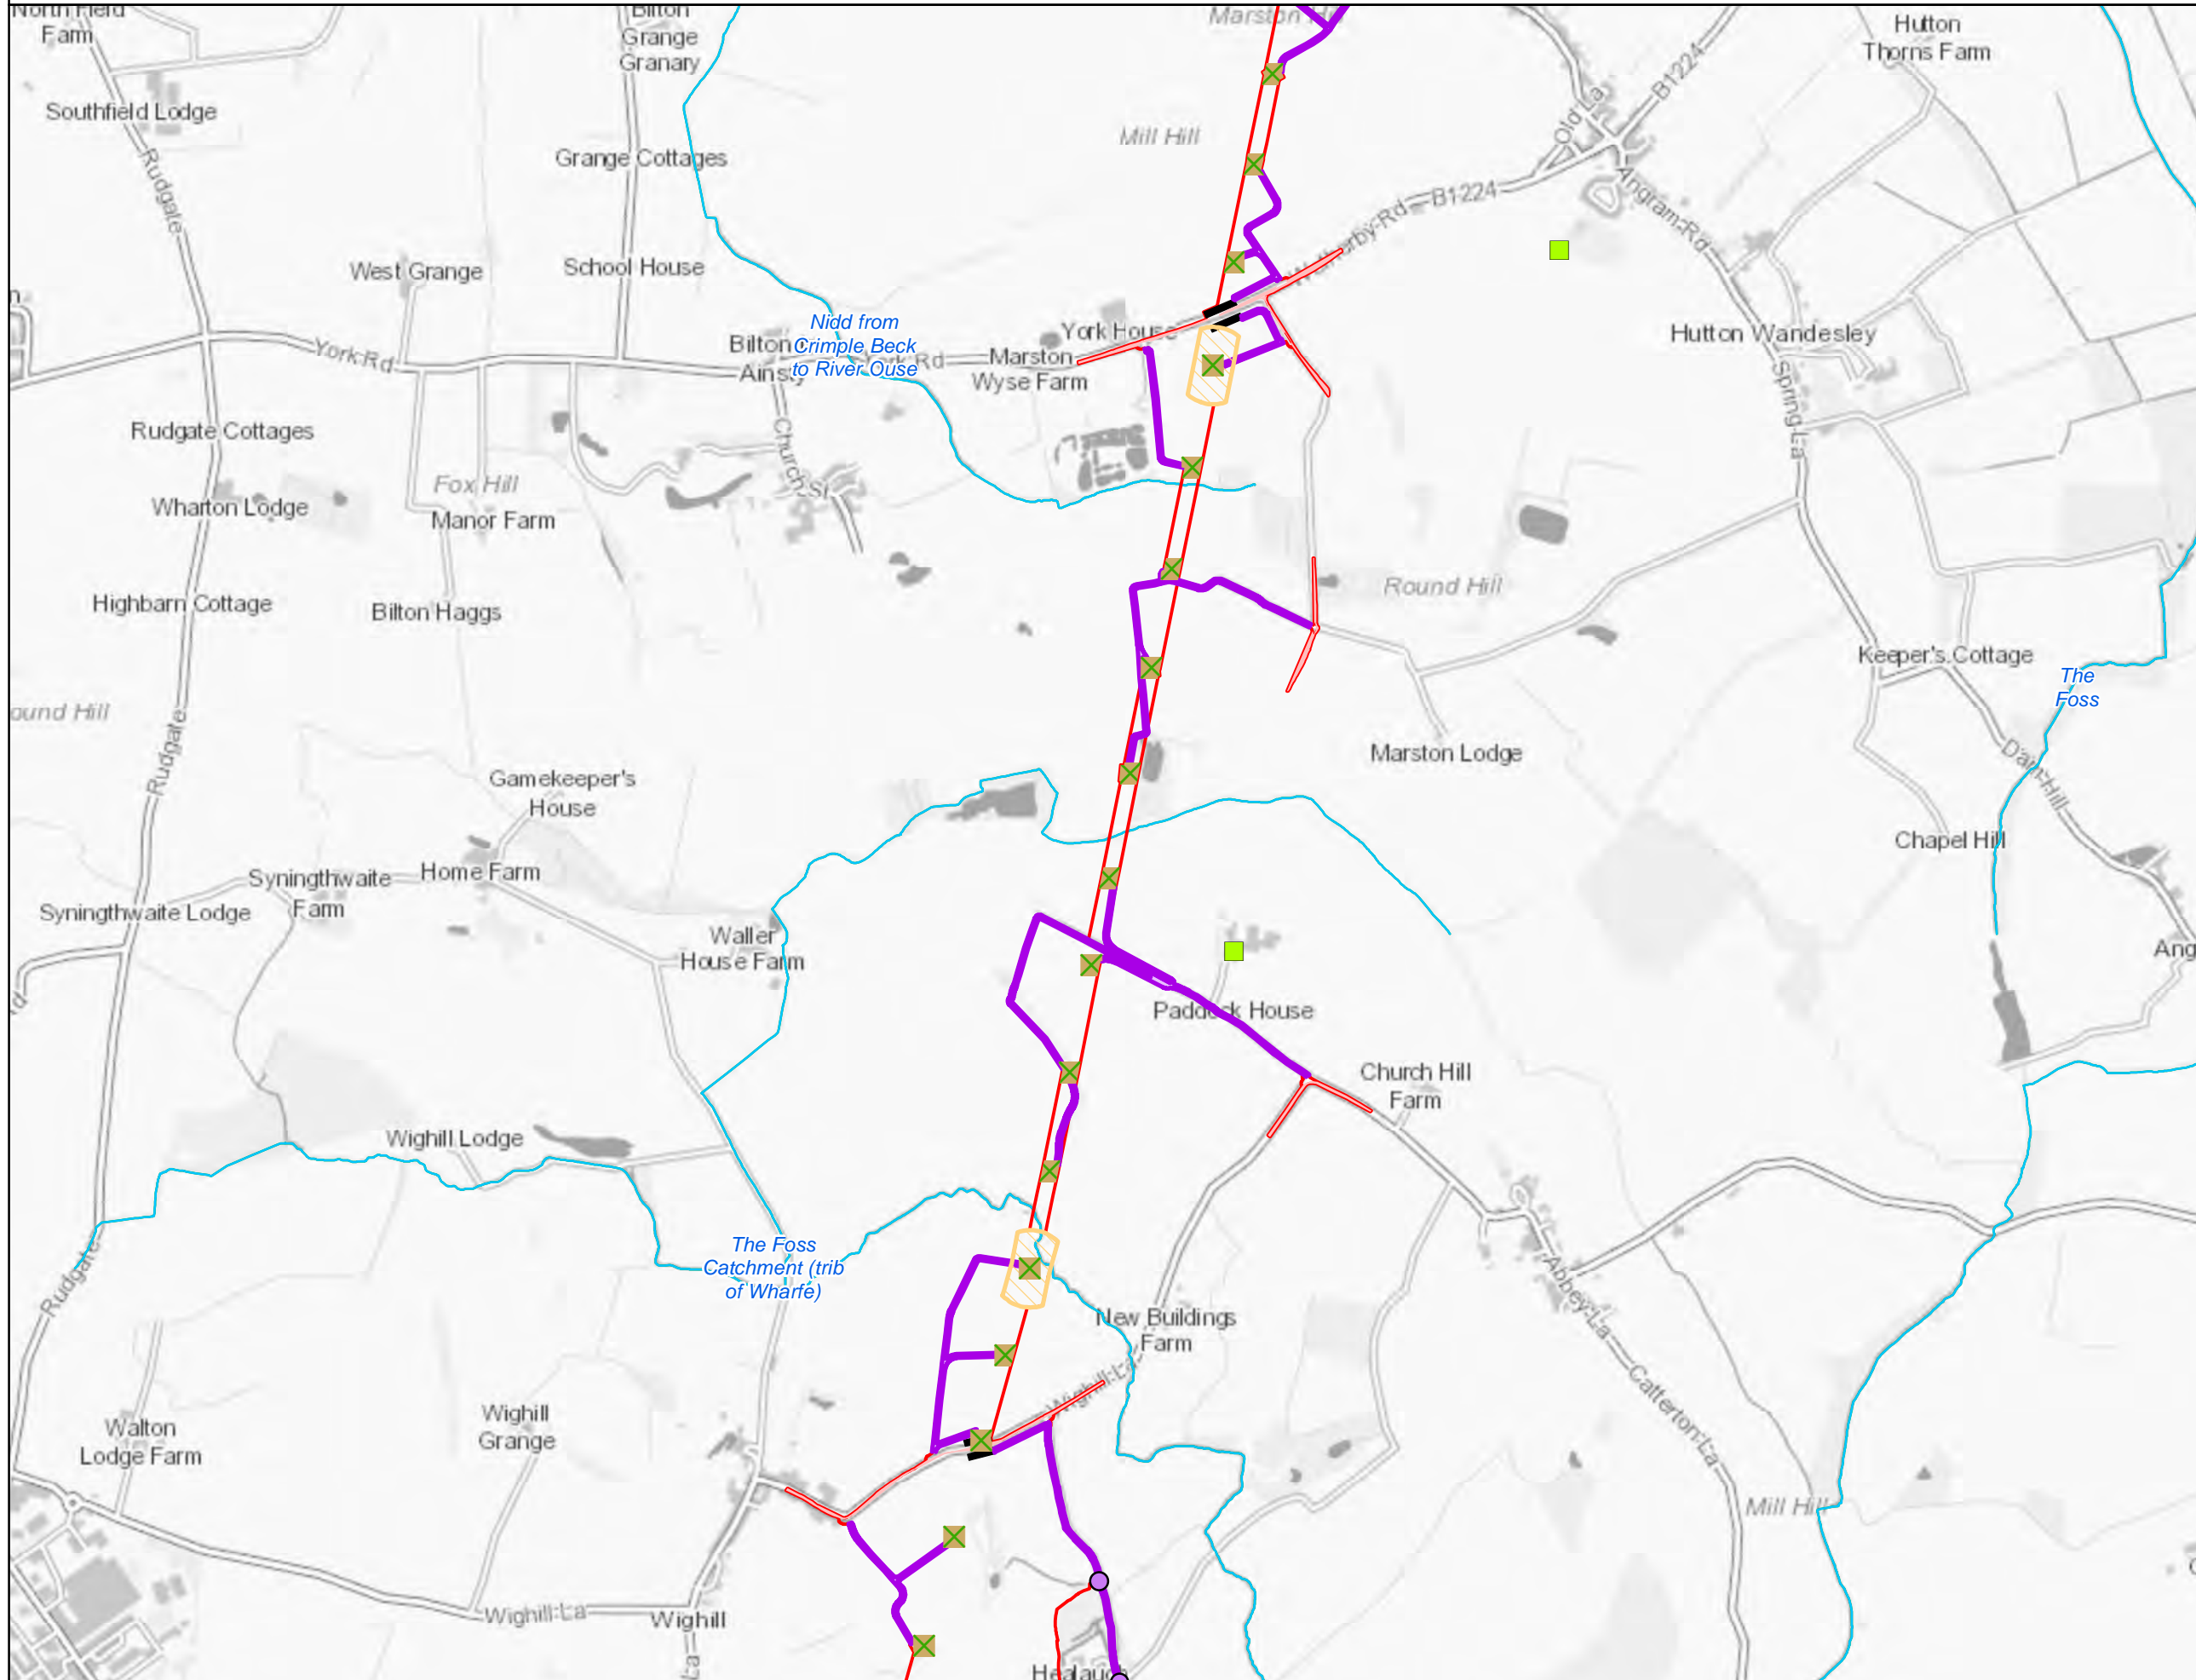 North Field
Farm
Bilton
Grange
Granary
Marston
Hutton
Thorns Farm
Southfield Lodge
Rudgate
Grange Cottages
Mill Hill
Old La
B1224
B1224
Wetherby Rd
Angram Rd
West Grange
School House
York House
Hutton Wandesley
York Rd
Bilton
Ainsty
Nidd from
Crimple Beck
to River Ouse
York Rd
Marston
Wyse Farm
Spring La
Rudgate Cottages
Church St
Fox Hill
Wharton Lodge
Manor Farm
Highbarn Cottage
Bilton Haggs
Round Hill
Keeper's Cottage
The
Foss
ound Hill
Rudgate
Marston Lodge
Dam Hill
Gamekeeper's
House
Chapel Hill
Syningthwaite
Farm
Home Farm
Syningthwaite Lodge
Waller
House Farm
Ang
Rd
Paddock House
Church Hill
Farm
Wighill Lodge
The Foss
Catchment (trib
of Wharfe)
Rudgate
Abbey La
New Buildings
Farm
Wighill La
Catterton La
Walton
Lodge Farm
Wighill
Grange
Mill Hill
Wighill La
Wighill
La
Healaugh